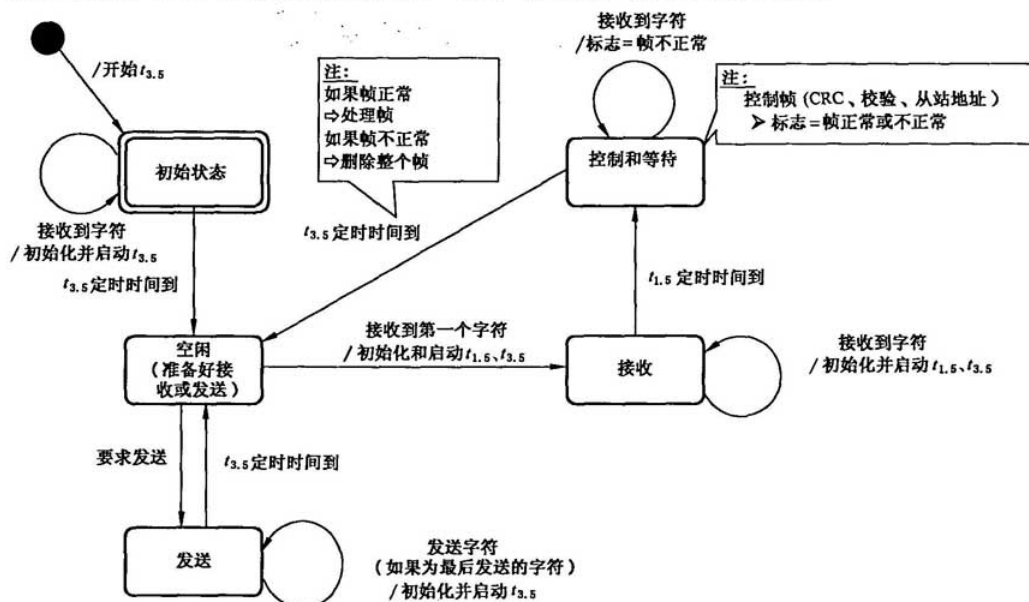 /开始t3.5
注:
如果帧正常
⇨处理帧
如果帧不正常
⇨删除整个帧
接收到字符
/标志=帧不正常
注:
控制帧(CRC、校验、从站地址)
➢ 标志=帧正常或不正常
初始状态
控制和等待
接收到字符
/初始化并启动t3.5
t3.5定时时间到
t3.5定时时间到
t1.5定时时间到
空闲
(准备好接
收或发送)
接收到第一个字符
/初始化和启动t1.5、t3.5
接收
接收到字符
/初始化并启动t1.5、t3.5
要求发送
t3.5定时时间到
发送
发送字符
(如果为最后发送的字符)
/初始化并启动t3.5